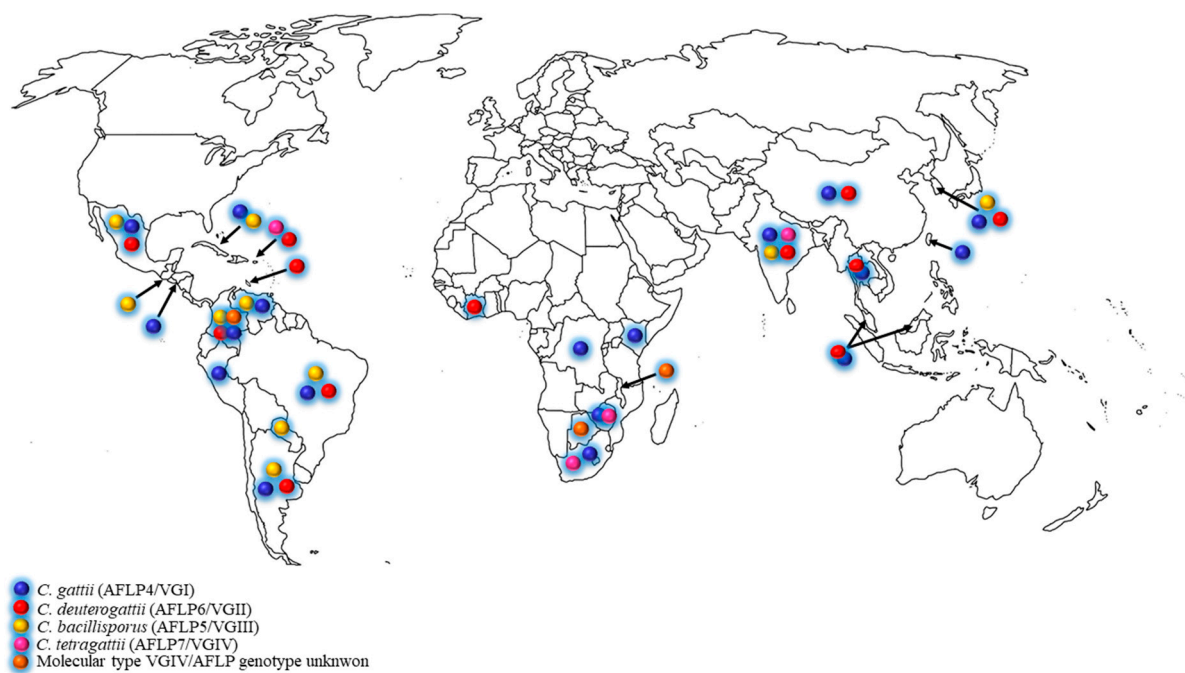 C. gattii (AFLP4/VGI)
C. deuterogattii (AFLP6/VGII)
C. bacillisporus (AFLP5/VGIII)
C. tetragattii (AFLP7/VGIV)
Molecular type VGIV/AFLP genotype unknwon